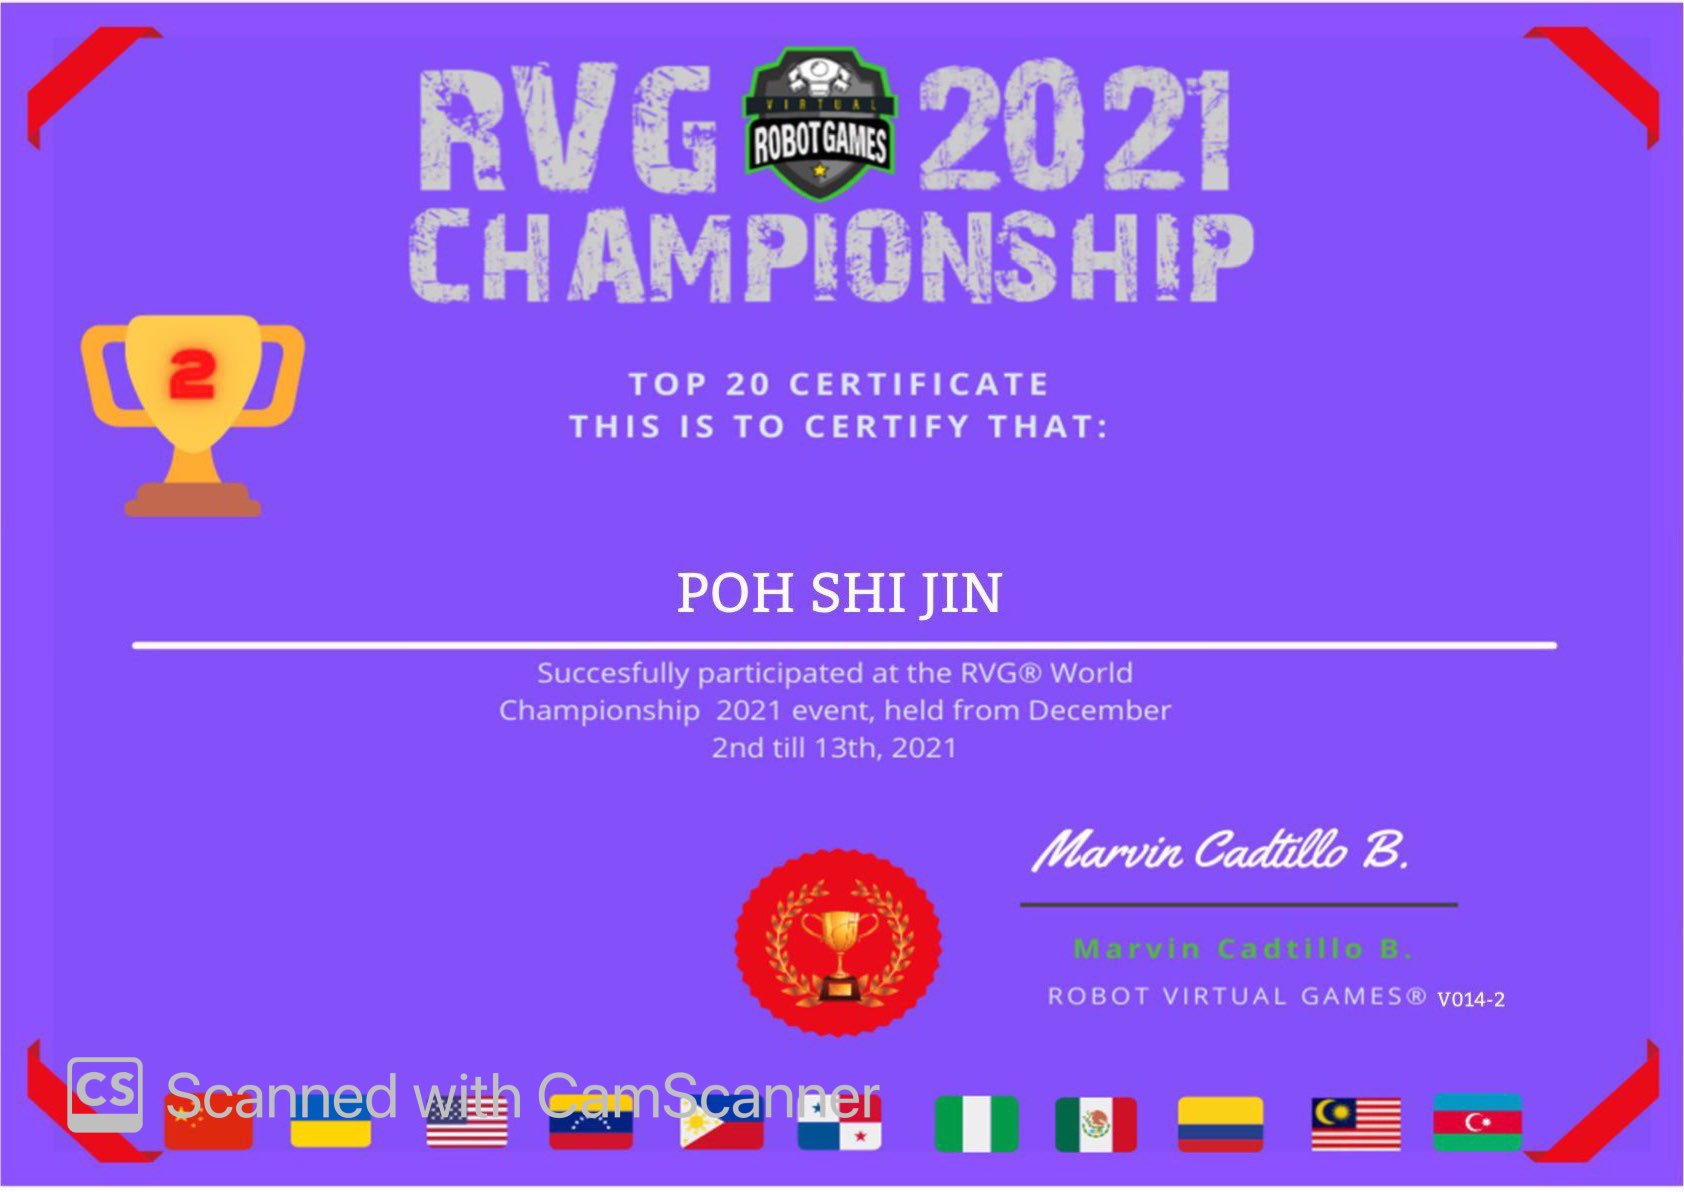 RVG VIRTUAL ROBOT GAMES 2021
CHAMPIONSHIP
2
TOP 20 CERTIFICATE
THIS IS TO CERTIFY THAT:
POH SHI JIN
Succesfully participated at the RVG® World
Championship 2021 event, held from December
2nd till 13th, 2021
Marvin Cadtillo B.
Marvin Cadtillo B.
ROBOT VIRTUAL GAMES® V014-2
CS Scanned with CamScanner